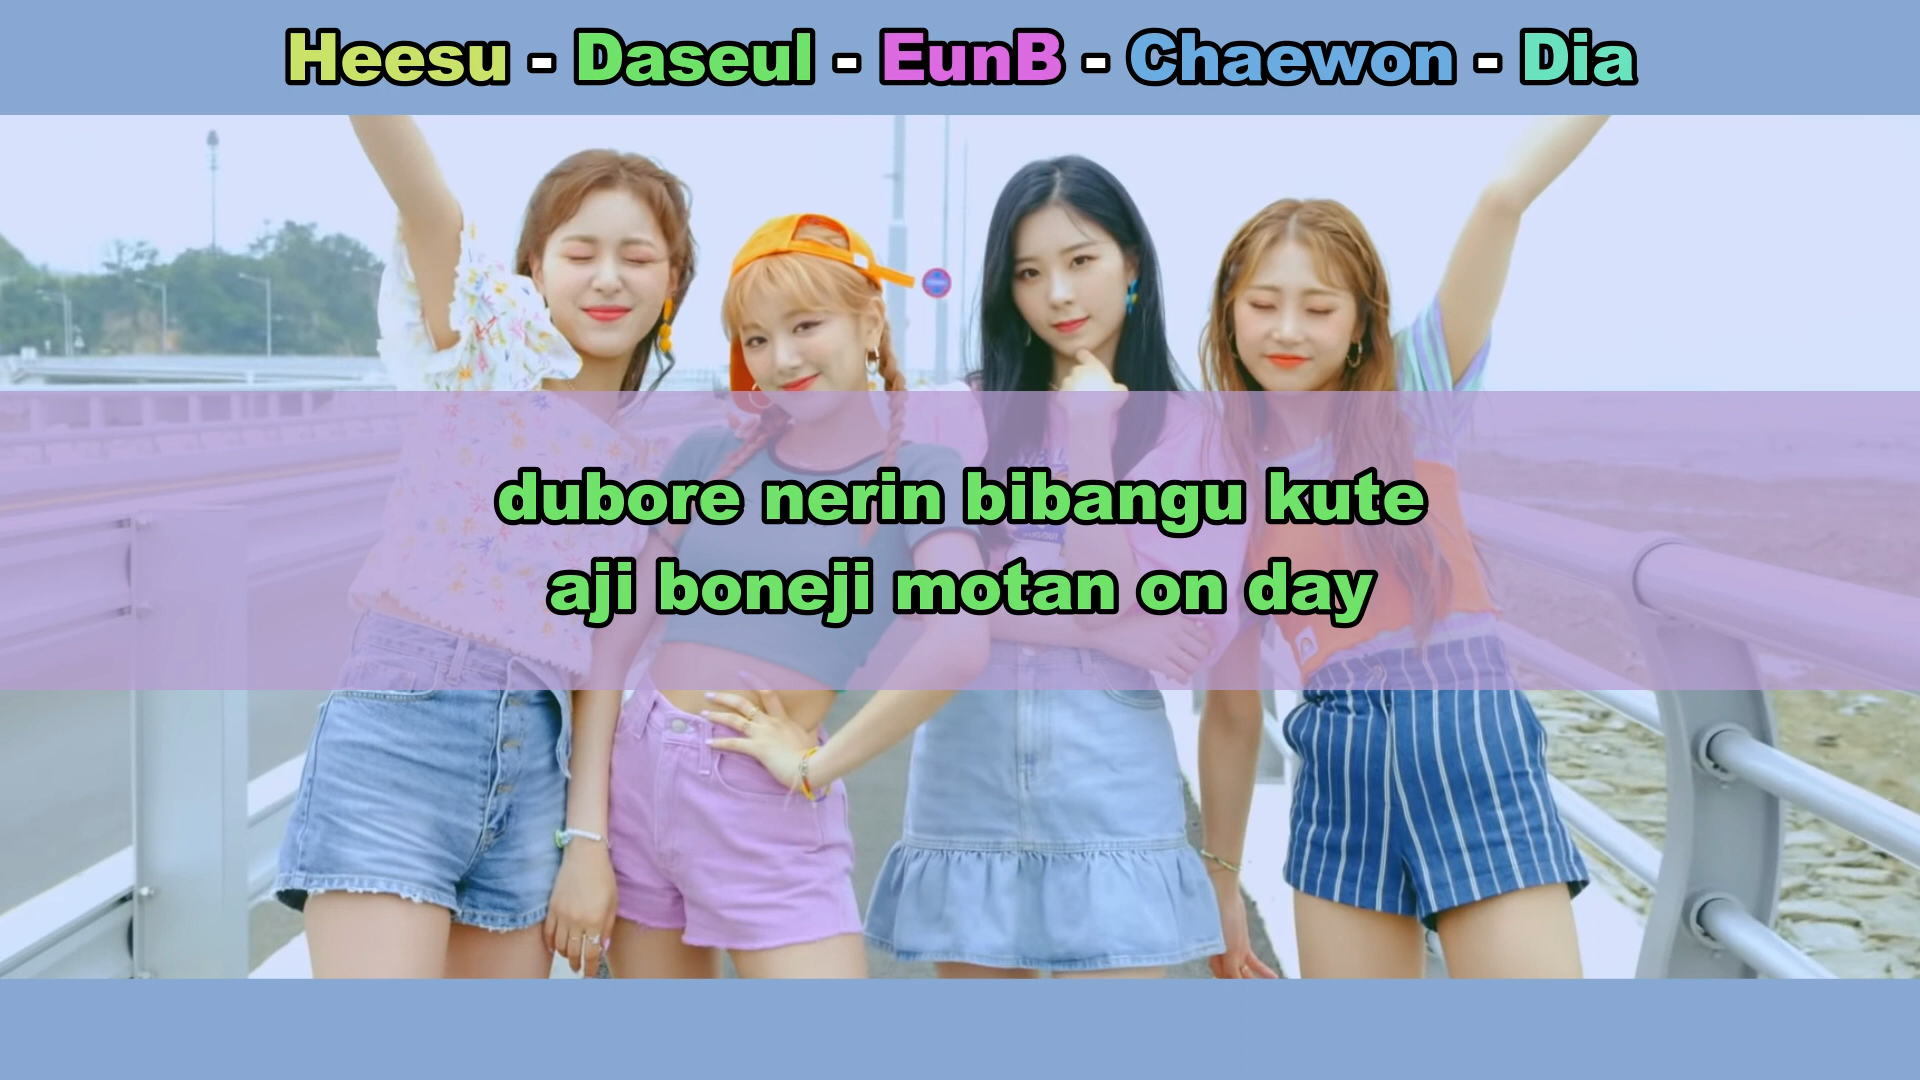 Heesu - Daseul - EunB - Chaewon - Dia
dubore nerin bibangu kute
aji boneji motan on day